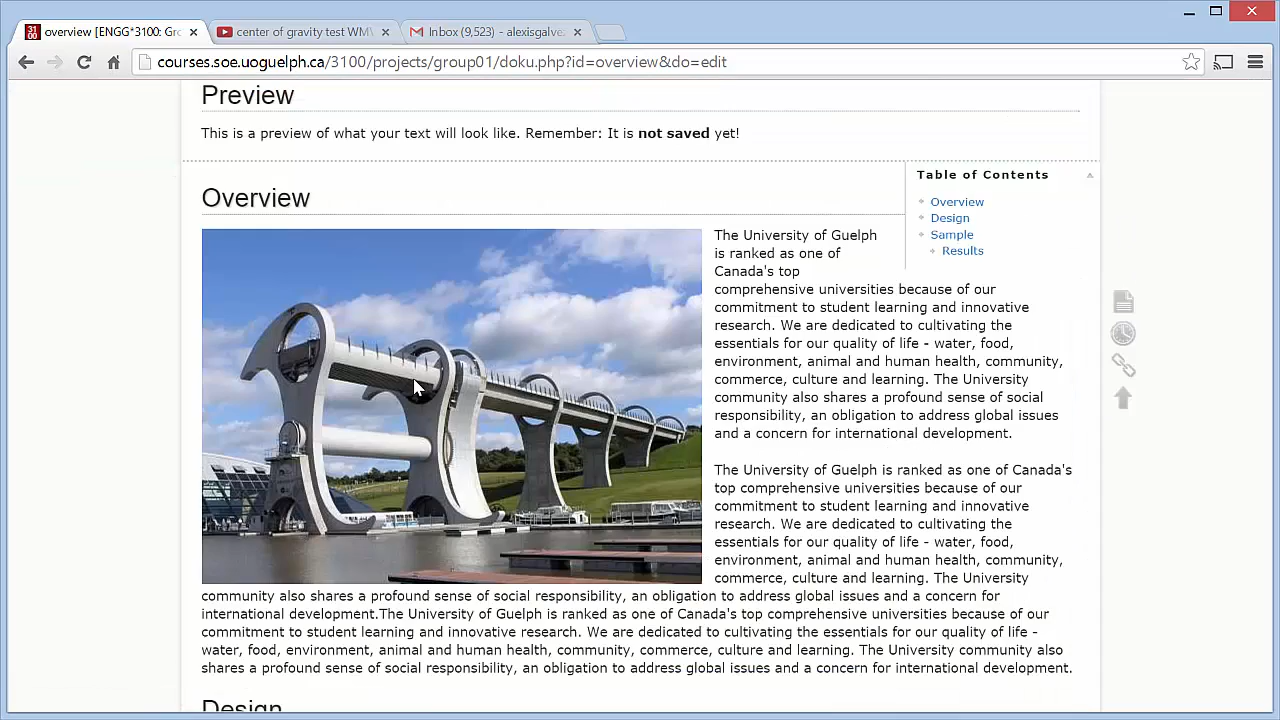 overview [ENGG*3100: Gr
center of gravity test WM
Inbox (9,523) - alexisgalve
courses.soe.uoguelph.ca/3100/projects/group01/doku.php?id=overview&do=edit
Preview
This is a preview of what your text will look like. Remember: It is not saved yet!
Table of Contents
Overview
Design
Sample
Results
Overview
The University of Guelph
is ranked as one of
Canada's top
comprehensive universities because of our
commitment to student learning and innovative
research. We are dedicated to cultivating the
essentials for our quality of life - water, food,
environment, animal and human health, community,
commerce, culture and learning. The University
community also shares a profound sense of social
responsibility, an obligation to address global issues
and a concern for international development.
The University of Guelph is ranked as one of Canada's
top comprehensive universities because of our
commitment to student learning and innovative
research. We are dedicated to cultivating the
essentials for our quality of life - water, food,
environment, animal and human health, community,
commerce, culture and learning. The University
community also shares a profound sense of social responsibility, an obligation to address global issues and a concern for
international development.The University of Guelph is ranked as one of Canada's top comprehensive universities because of our
commitment to student learning and innovative research. We are dedicated to cultivating the essentials for our quality of life -
water, food, environment, animal and human health, community, commerce, culture and learning. The University community also
shares a profound sense of social responsibility, an obligation to address global issues and a concern for international development.
Design